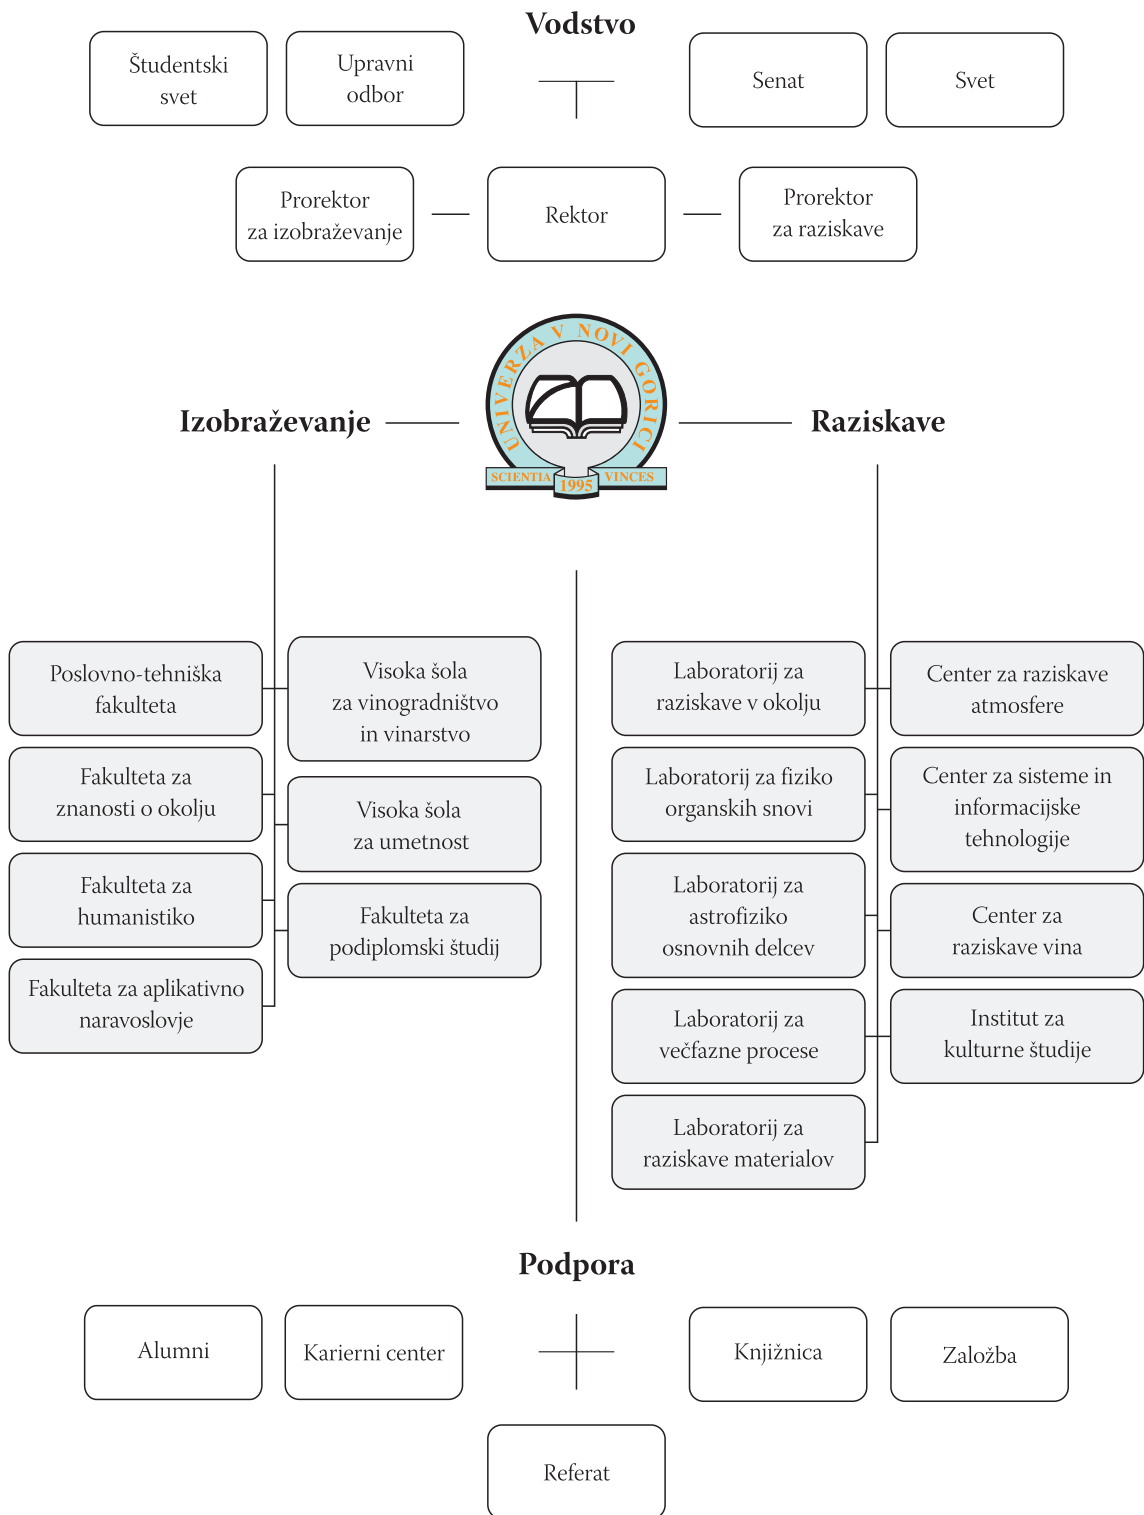 Vodstvo
Študentski
svet
Upravni
odbor
Senat
Svet
Prorektor
za izobraževanje
Rektor
Prorektor
za raziskave
UNIVERZA V NOVI GORICI
SCIENTIA
1995
VINCES
Izobraževanje
Raziskave
Poslovno-tehniška
fakulteta
Fakulteta za
znanosti o okolju
Fakulteta za
humanistiko
Fakulteta za aplikativno
naravoslovje
Visoka šola
za vinogradništvo
in vinarstvo
Visoka šola
za umetnost
Fakulteta za
podiplomski študij
Laboratorij za
raziskave v okolju
Laboratorij za fiziko
organskih snovi
Laboratorij za
astrofiziko
osnovnih delcev
Laboratorij za
večfazne procese
Laboratorij za
raziskave materialov
Center za raziskave
atmosfere
Center za sisteme in
informacijske
tehnologije
Center za
raziskave vina
Institut za
kulturne študije
Podpora
Alumni
Karierni center
Knjižnica
Založba
Referat